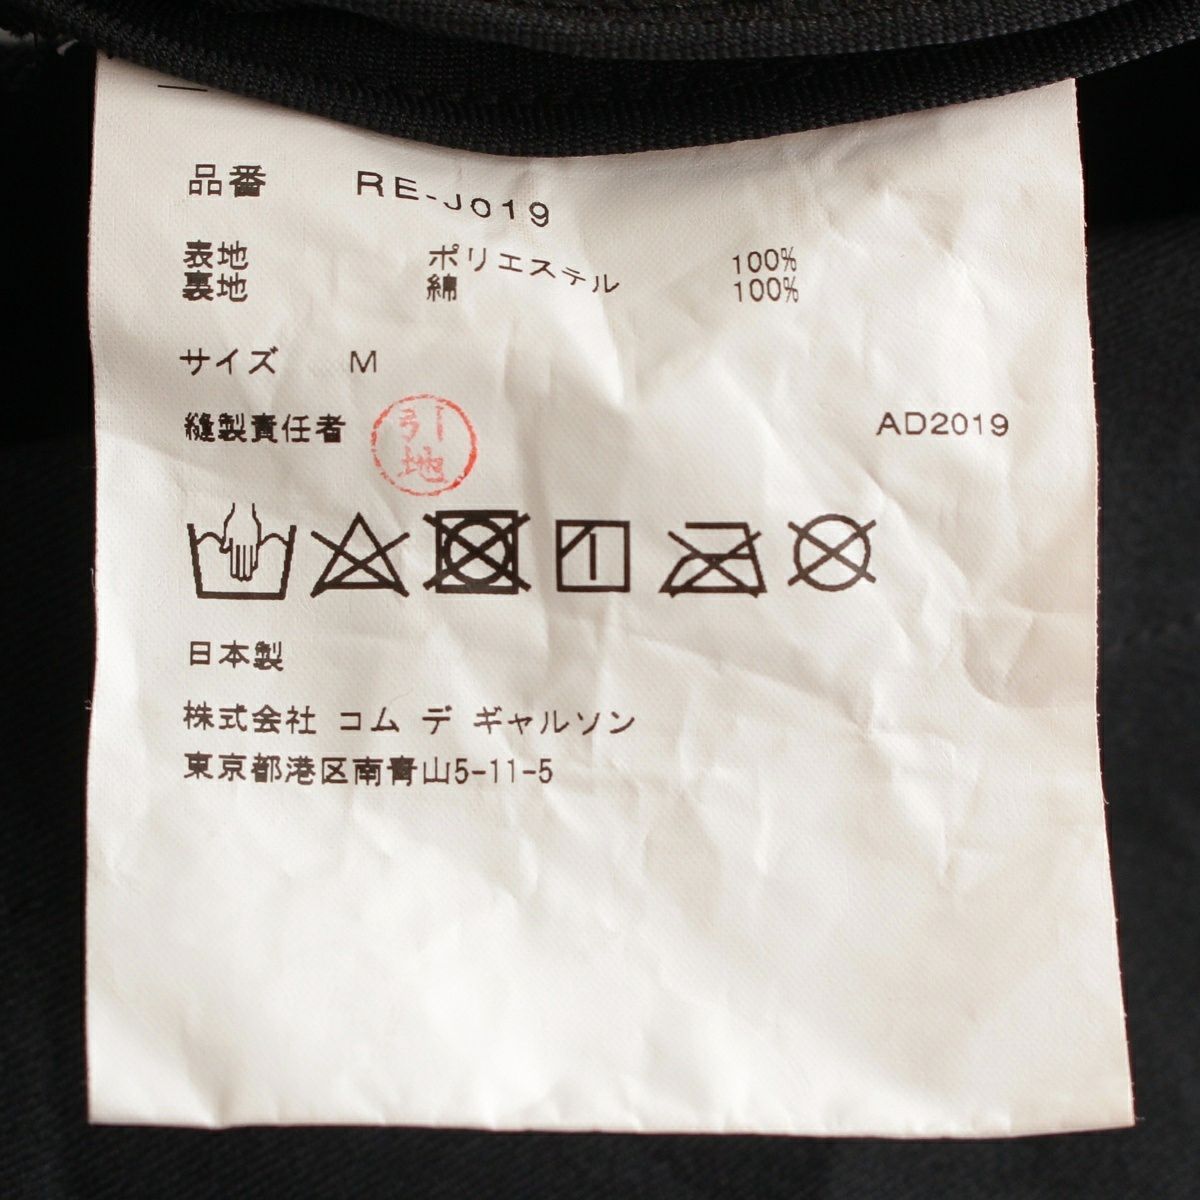 品番 RE-J019
表地 ポリエステル 100%
裏地 綿 100%
サイズ M
縫製責任者 引地 AD2019
日本製
株式会社 コム デ ギャルソン
東京都港区南青山5-11-5